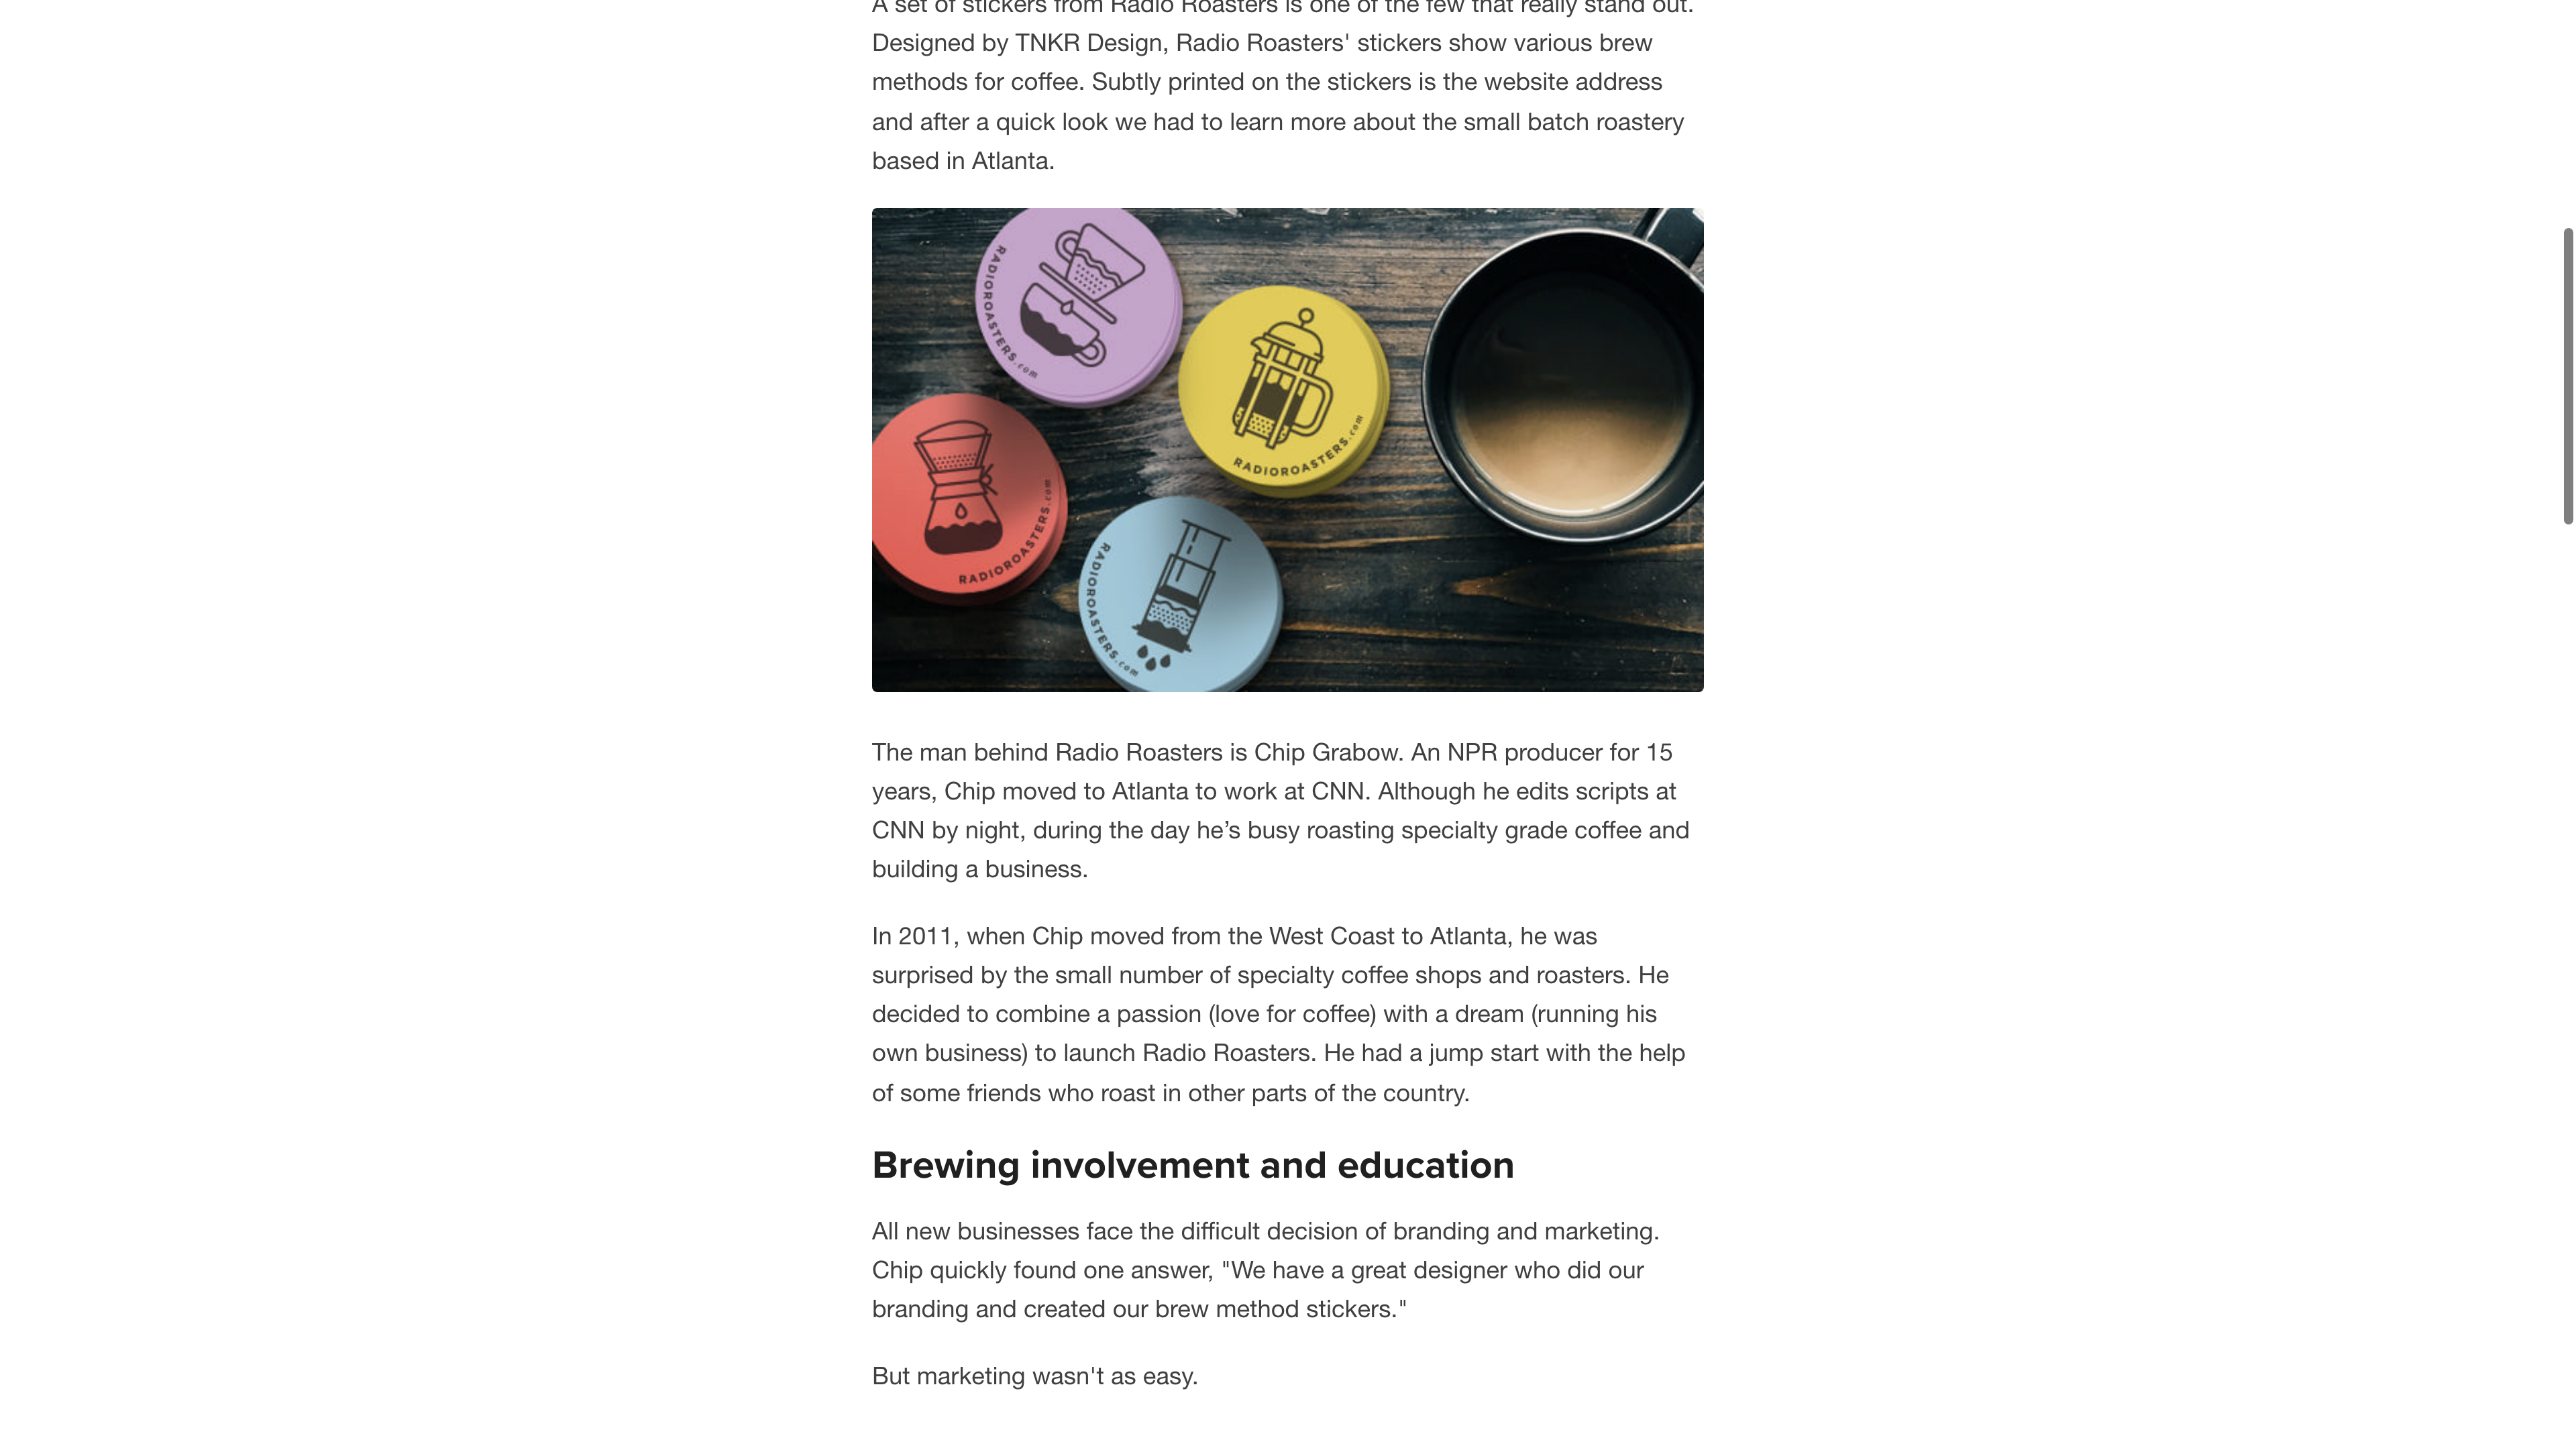 A set of stickers from Radio Roasters is one of the few that really stand out.
Designed by TNKR Design, Radio Roasters' stickers show various brew
methods for coffee. Subtly printed on the stickers is the website address
and after a quick look we had to learn more about the small batch roastery
based in Atlanta.
RADIOROASTERS.com
RADIOROASTERS.com
RADIOROASTERS.com
RADIOROASTERS.com
The man behind Radio Roasters is Chip Grabow. An NPR producer for 15
years, Chip moved to Atlanta to work at CNN. Although he edits scripts at
CNN by night, during the day he’s busy roasting specialty grade coffee and
building a business.
In 2011, when Chip moved from the West Coast to Atlanta, he was
surprised by the small number of specialty coffee shops and roasters. He
decided to combine a passion (love for coffee) with a dream (running his
own business) to launch Radio Roasters. He had a jump start with the help
of some friends who roast in other parts of the country.
Brewing involvement and education
All new businesses face the difficult decision of branding and marketing.
Chip quickly found one answer, "We have a great designer who did our
branding and created our brew method stickers."
But marketing wasn't as easy.